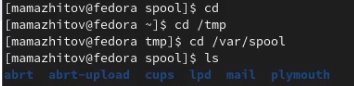 [mamazhitov@fedora spool]$ cd
[mamazhitov@fedora ~]$ cd /tmp
[mamazhitov@fedora tmp]$ cd /var/spool
[mamazhitov@fedora spool]$ ls
abrt  abrt-upload  cups  lpd  mail  plymouth